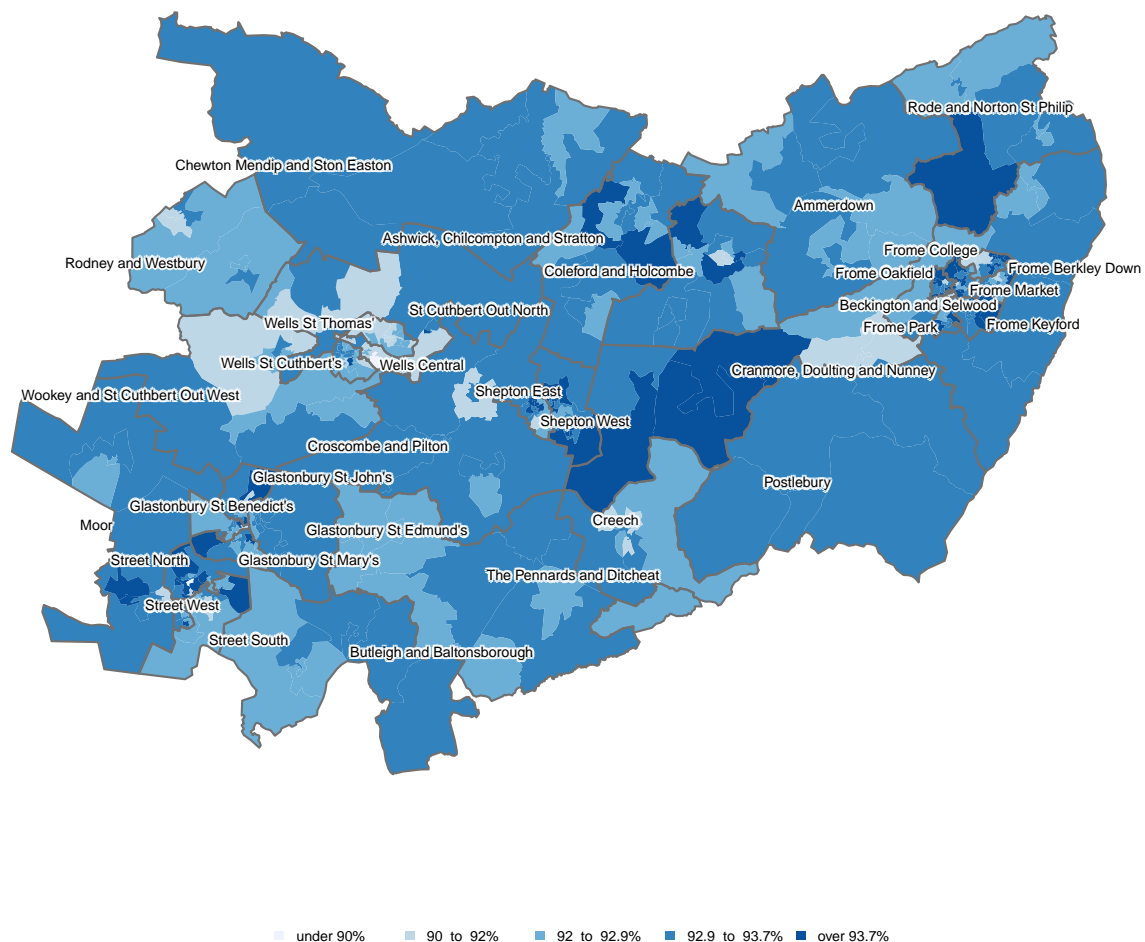 Rode and Norton St Philip
Chewton Mendip and Ston Easton
Ammerdown
Ashwick, Chilcompton and Stratton
Frome College
Rodney and Westbury
Coleford and Holcombe
Frome Oakfield
Frome Berkley Down
Frome Market
St Cuthbert Out North
Beckington and Selwood
Wells St Thomas'
Frome Park
Frome Keyford
Wells St Cuthbert's
Wells Central
Cranmore, Doulting and Nunney
Shepton East
Wookey and St Cuthbert Out West
Shepton West
Croscombe and Pilton
Glastonbury St John's
Postlebury
Glastonbury St Benedict's
Creech
Moor
Glastonbury St Edmund's
Street North
Glastonbury St Mary's
The Pennards and Ditcheat
Street West
Street South
Butleigh and Baltonsborough
under 90% 90 to 92% 92 to 92.9% 92.9 to 93.7% over 93.7%